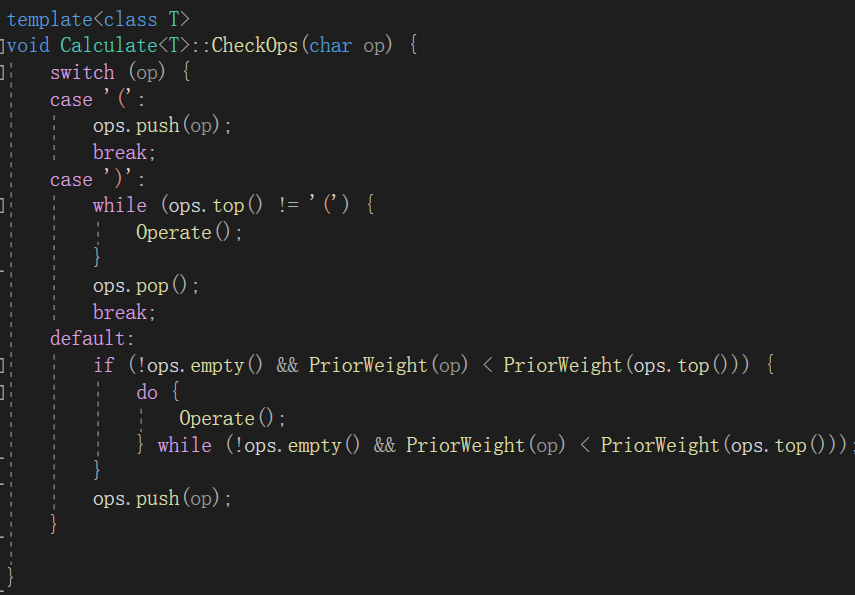 template<class T>
void Calculate<T>::CheckOps(char op) {
    switch (op) {
    case '(':
        ops.push(op);
        break;
    case ')':
        while (ops.top() != '(') {
            Operate();
        }
        ops.pop();
        break;
    default:
        if (!ops.empty() && PriorWeight(op) < PriorWeight(ops.top())) {
            do {
                Operate();
            } while (!ops.empty() && PriorWeight(op) < PriorWeight(ops.top()));
        }
        ops.push(op);
    }
}